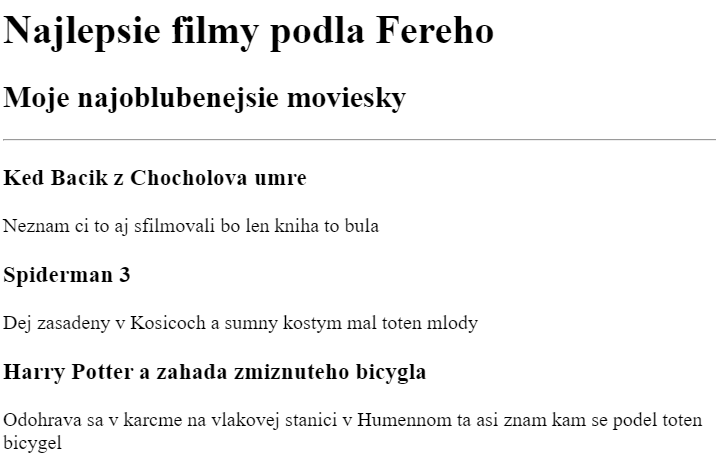 Najlepsie filmy podla Fereho
Moje najoblubenejsie moviesky
Ked Bacik z Chocholova umre
Neznam ci to aj sfilmovali bo len kniha to bula
Spiderman 3
Dej zasadeny v Kosicoch a sumny kostym mal toten mlody
Harry Potter a zahada zmiznuteho bicygla
Odohrava sa v karcme na vlakovej stanici v Humennom ta asi znam kam se podel toten
bicygel